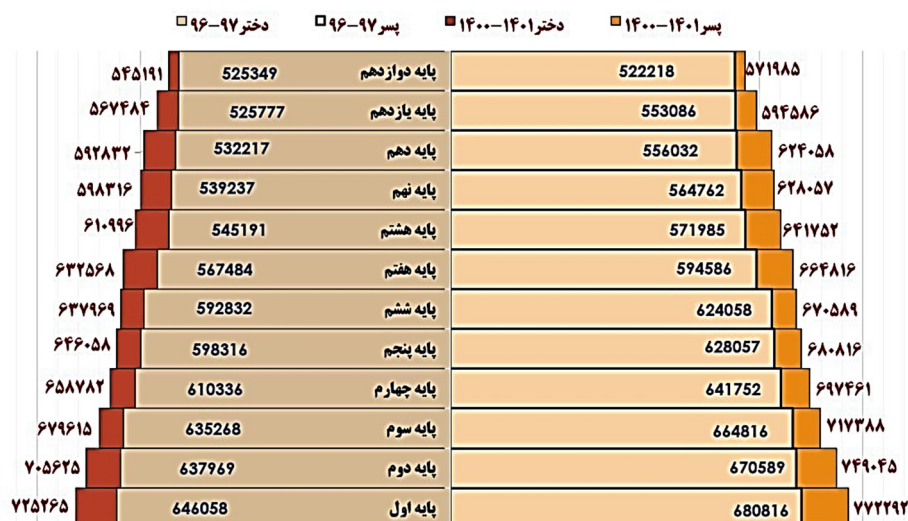 پسر۱۴۰۱-۱۴۰۰ دختر۱۴۰۱-۱۴۰۰ پسر۹۷-۹۶ دختر۹۷-۹۶
۵۴۵۱۹۱ 525349 پایه دوازدهم 522218 ۵۷۱۹۸۵
۵۶۷۴۸۴ 525777 پایه یازدهم 553086 ۵۹۴۵۸۶
۵۹۲۸۳۲ 532217 پایه دهم 556032 ۶۲۴۰۵۸
۵۹۸۳۱۶ 539237 پایه نهم 564762 ۶۲۸۰۵۷
۶۱۰۹۹۶ 545191 پایه هشتم 571985 ۶۴۱۷۵۲
۶۳۲۵۶۸ 567484 پایه هفتم 594586 ۶۶۴۸۱۶
۶۳۷۹۶۹ 592832 پایه ششم 624058 ۶۷۰۵۸۹
۶۴۶۰۵۸ 598316 پایه پنجم 628057 ۶۸۰۸۱۶
۶۵۸۷۸۲ 610336 پایه چهارم 641752 ۶۹۷۴۶۱
۶۷۹۶۱۵ 635268 پایه سوم 664816 ۷۱۷۳۸۸
۷۰۵۶۲۵ 637969 پایه دوم 670589 ۷۴۹۰۴۵
۷۲۵۲۶۵ 646058 پایه اول 680816 ۷۷۲۲۹۲